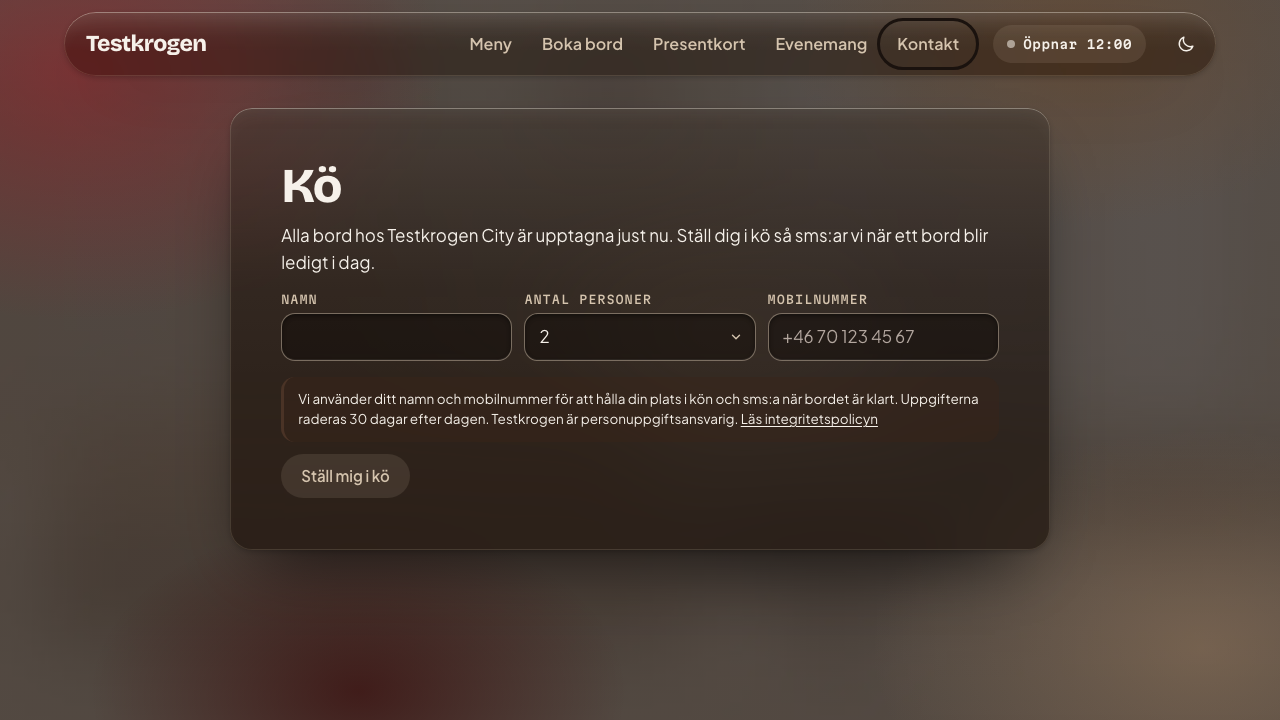 Testkrogen
Meny
Boka bord
Presentkort
Evenemang
Kontakt
Öppnar 12:00
Kö
Alla bord hos Testkrogen City är upptagna just nu. Ställ dig i kö så sms:ar vi när ett bord blir
ledigt i dag.
NAMN
ANTAL PERSONER
MOBILNUMMER
2
+46 70 123 45 67
Vi använder ditt namn och mobilnummer för att hålla din plats i kön och sms:a när bordet är klart. Uppgifterna
raderas 30 dagar efter dagen. Testkrogen är personuppgiftsansvarig. Läs integritetspolicyn
Ställ mig i kö